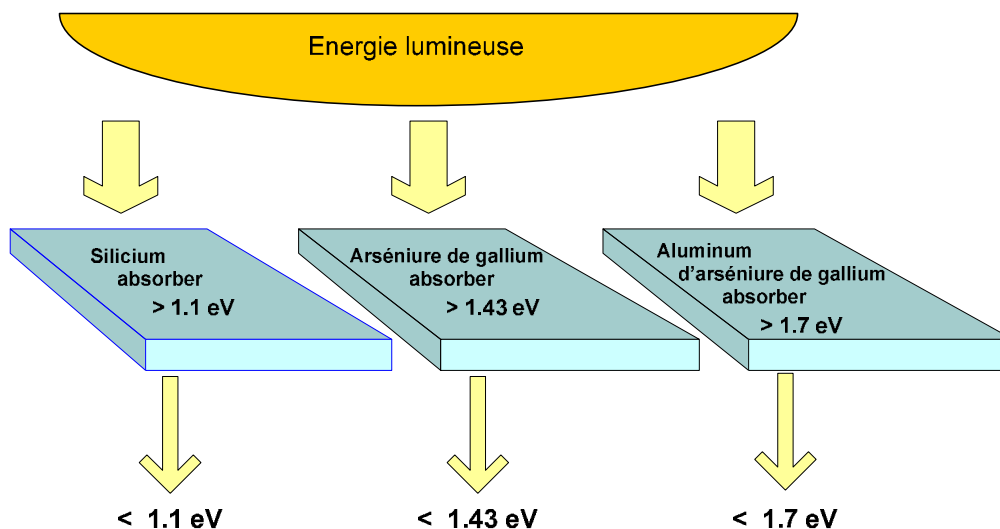 Energie lumineuse
Silicium
absorber
> 1.1 eV
Arséniure de gallium
absorber
> 1.43 eV
Aluminum
d'arséniure de gallium
absorber
> 1.7 eV
< 1.1 eV
< 1.43 eV
< 1.7 eV